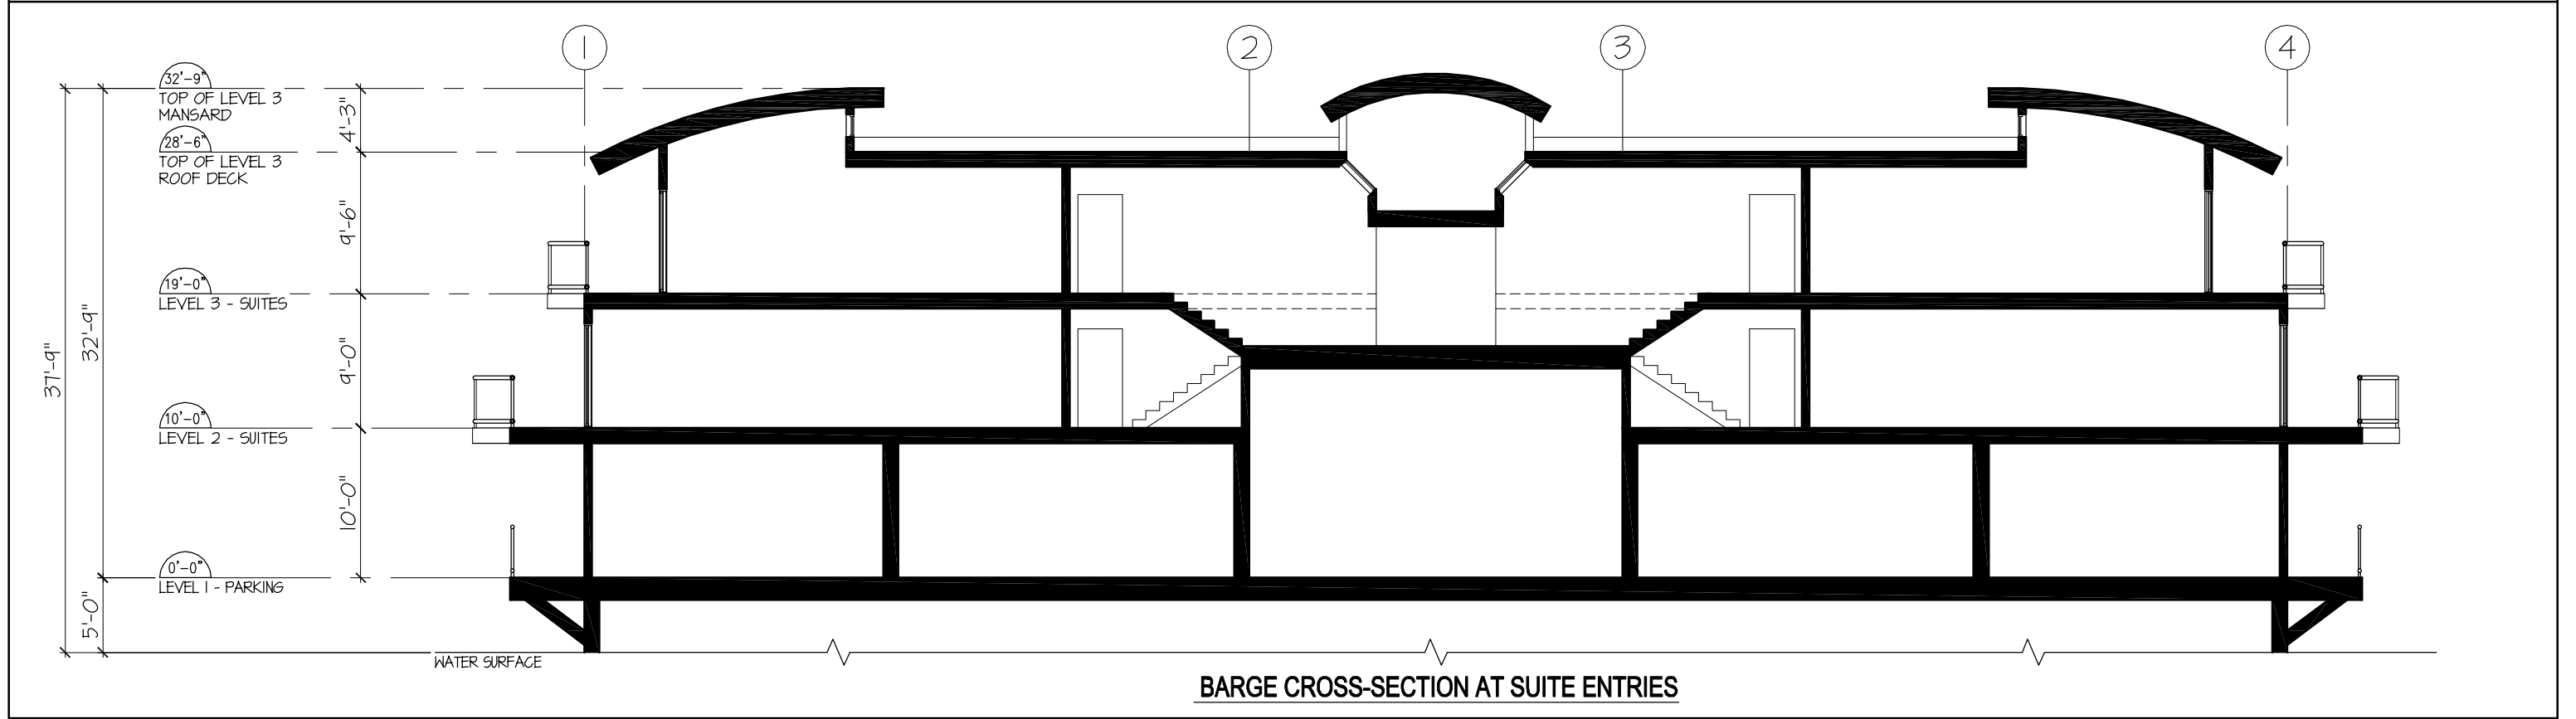 1
2
3
4
32'-9"
TOP OF LEVEL 3
MANSARD
4'-3"
28'-6"
TOP OF LEVEL 3
ROOF DECK
9'-6"
19'-0"
LEVEL 3 - SUITES
37'-9"
32'-9"
9'-0"
10'-0"
LEVEL 2 - SUITES
10'-0"
0'-0"
LEVEL 1 - PARKING
5'-0"
WATER SURFACE
BARGE CROSS-SECTION AT SUITE ENTRIES